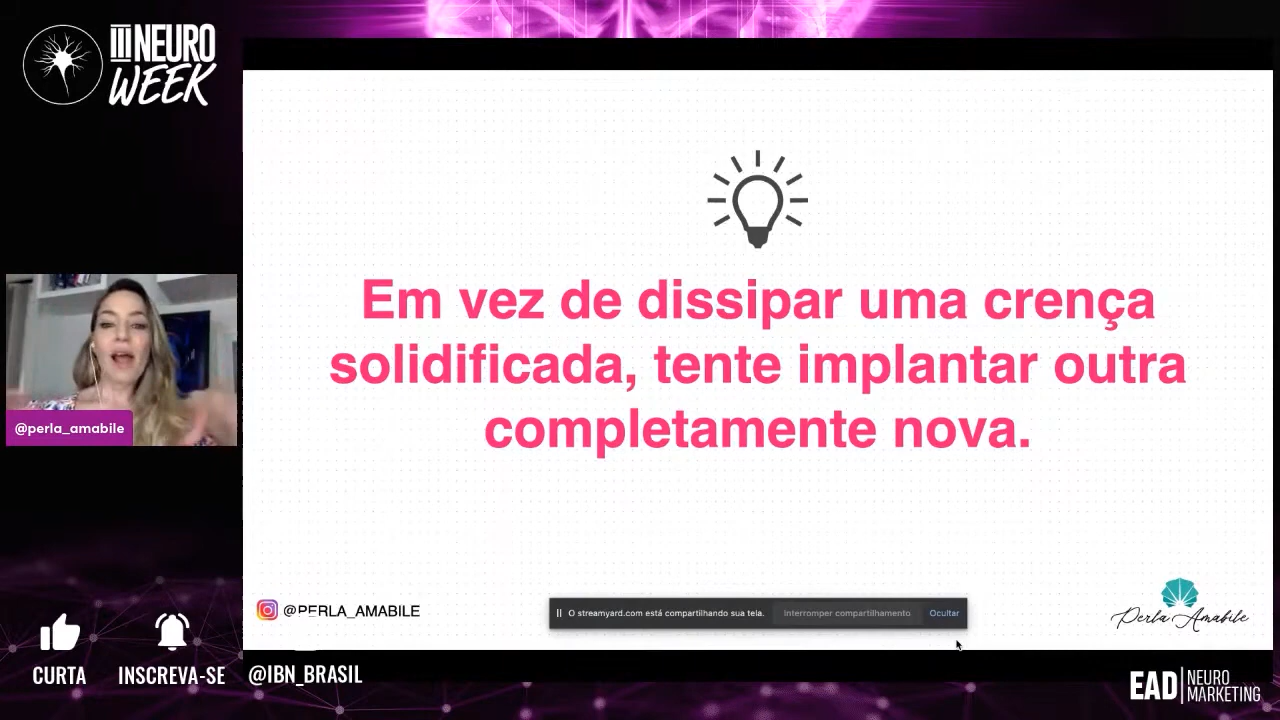 III NEURO
WEEK
Em vez de dissipar uma crença
solidificada, tente implantar outra
completamente nova.
@perla_amabile
@PERLA_AMABILE
O streamyard.com está compartilhando sua tela.
Interromper compartilhamento
Ocultar
Perla Amabile
CURTA
INSCREVA-SE
@IBN_BRASIL
EAD NEURO
MARKETING